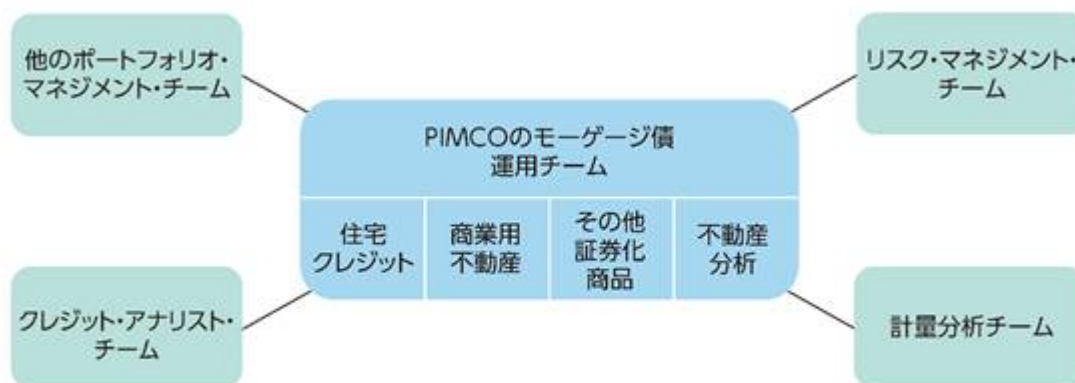 他のポートフォリオ・
マネジメント・チーム
リスク・マネジメント・
チーム
PIMCOのモーゲージ債
運用チーム
住宅
クレジット
商業用
不動産
その他
証券化
商品
不動産
分析
クレジット・アナリスト・
チーム
計量分析チーム